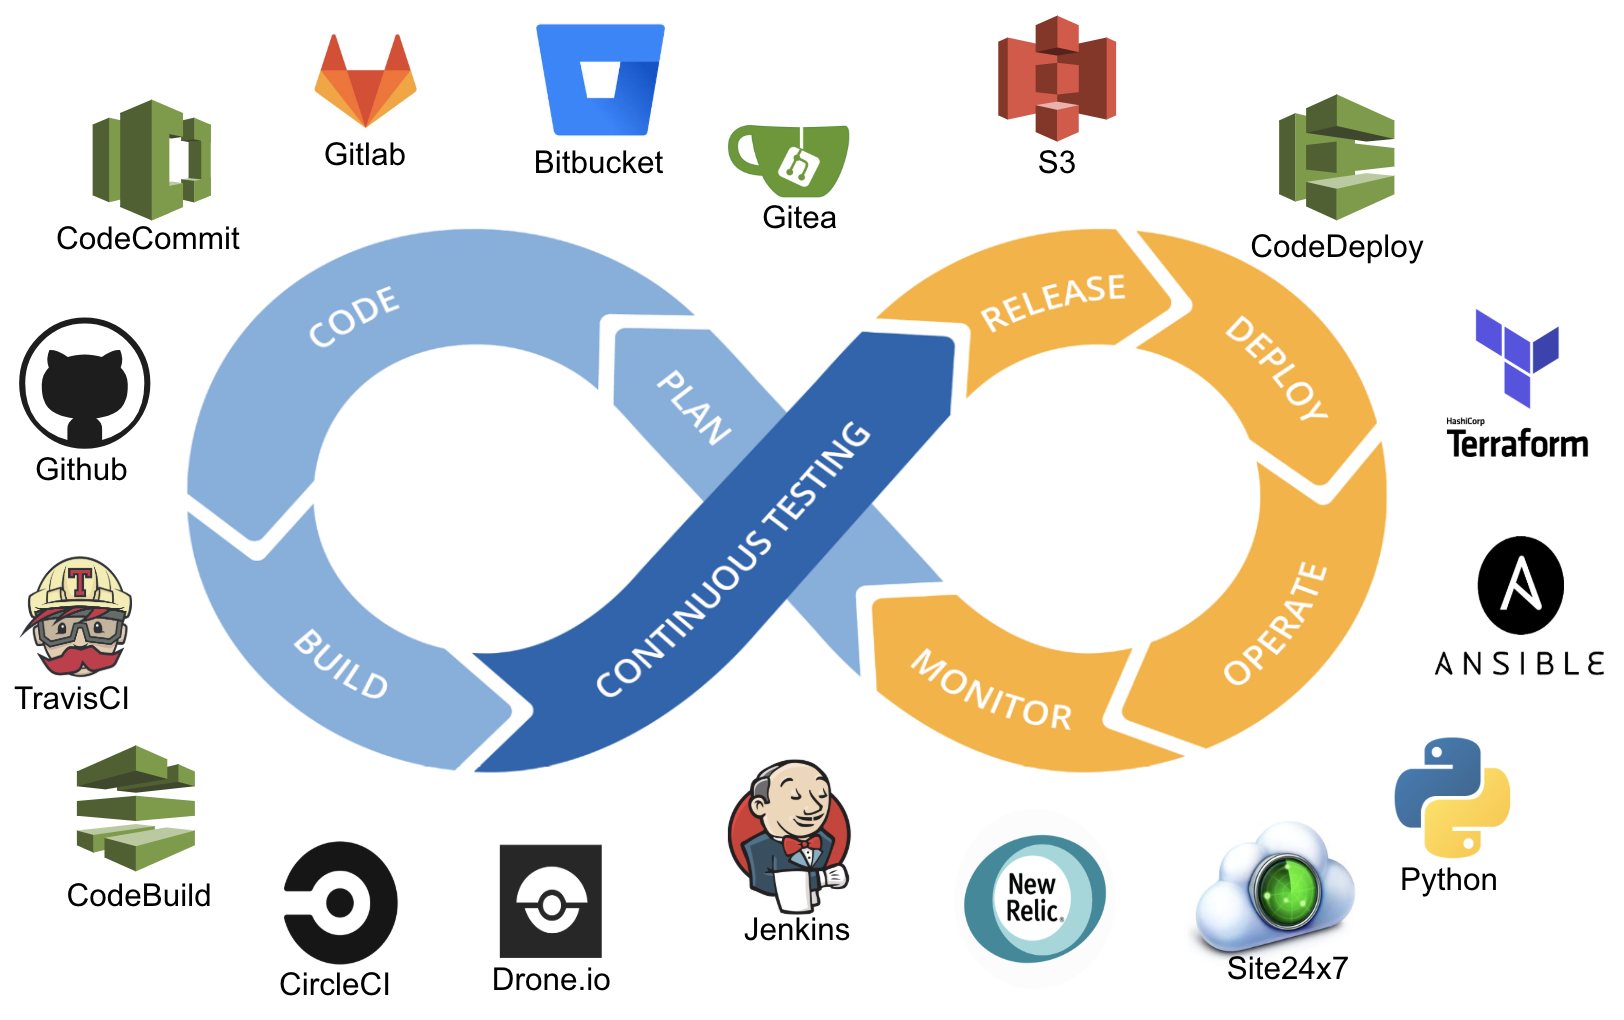 Gitlab
Bitbucket
S3
Gitea
CodeCommit
CodeDeploy
CODE
PLAN
RELEASE
DEPLOY
CONTINUOUS TESTING
BUILD
MONITOR
OPERATE
Github
HashiCorp
Terraform
T
TravisCI
ANSIBLE
CodeBuild
CircleCI
Drone.io
Jenkins
New
Relic®
Site24x7
Python